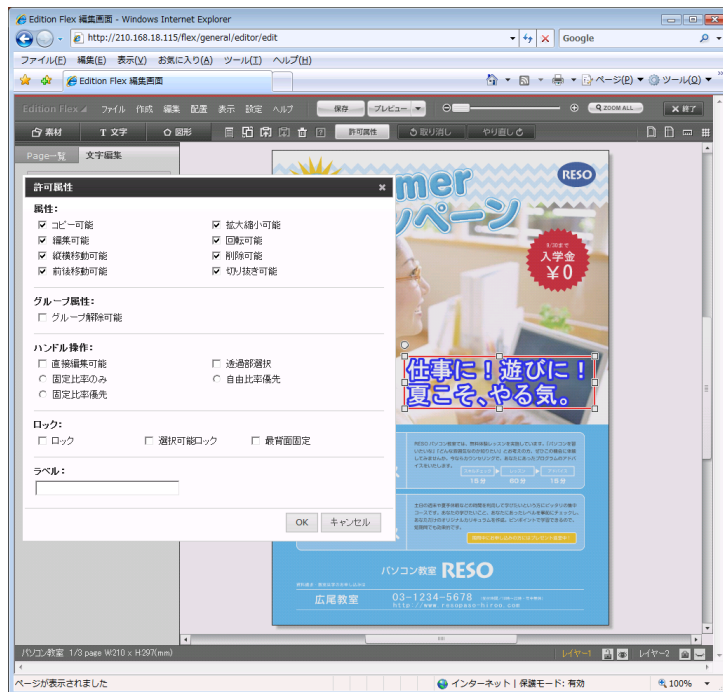 Edition Flex 編集画面 - Windows Internet Explorer
http://210.168.18.115/flex/general/editor/edit
Google
ファイル(F) 編集(E) 表示(V) お気に入り(A) ツール(T) ヘルプ(H)
Edition Flex 編集画面
ページ(P) ツール(O)
Edition Flex ファイル 作成 編集 配置 表示 設定 ヘルプ 保存 プレビュー ZOOM ALL ×終了
素材 T 文字 図形 許可属性 取り消し やり直し
Page一覧 文字編集
許可属性
属性:
コピー可能 拡大縮小可能
編集可能 回転可能
縦横移動可能 削除可能
前後移動可能 切り抜き可能
グループ属性:
グループ解除可能
ハンドル操作:
直接編集可能 透過部選択
固定比率のみ 自由比率優先
固定比率優先
ロック:
ロック 選択可能ロック 最背面固定
ラベル:
OK キャンセル
mer
ンペーン
RESO
入学金
¥0
仕事に!遊びに!
夏こそ、やる気。
15分 60分 15分
パソコン教室 RESO
広尾教室 03-1234-5678
http://www.resopaso-hiroo.com
パソコン教室 1/3 page W210 x H297(mm)
レイヤー1 レイヤー2
ページが表示されました
インターネット | 保護モード: 有効
100%